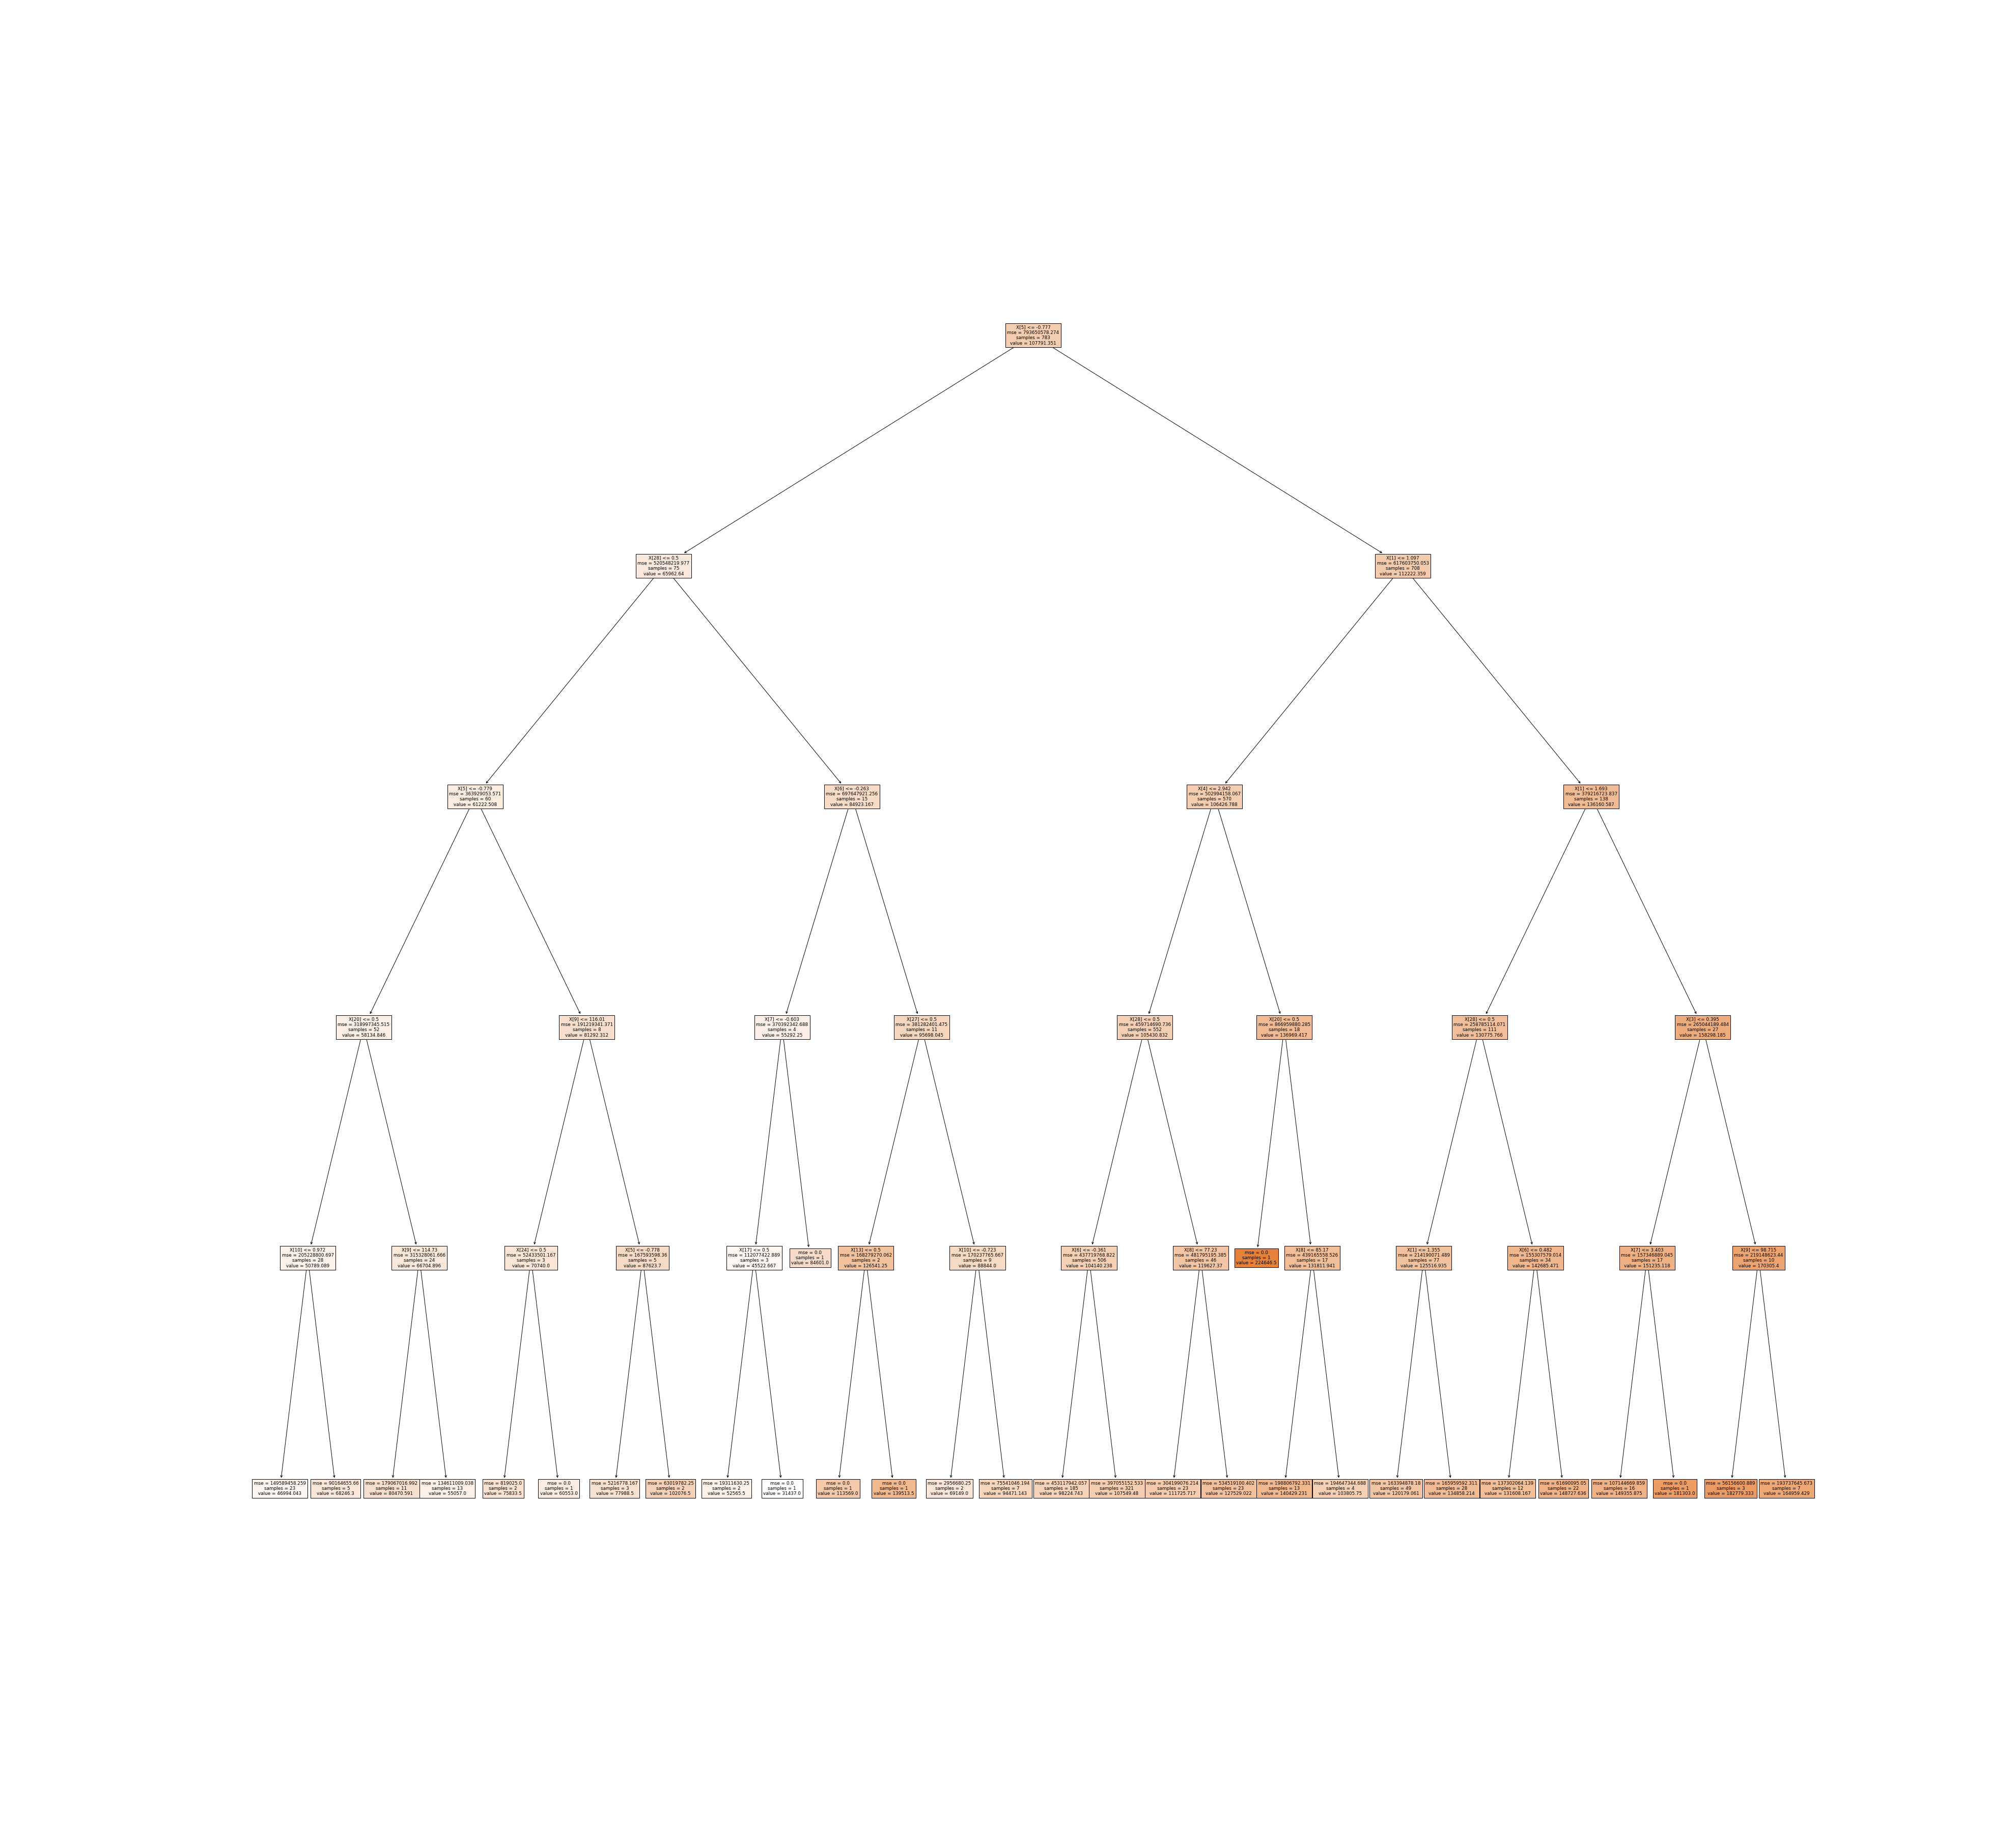 X[5] <= -0.777
mse = 793650578.274
samples = 783
value = 107791.351
X[28] <= 0.5
mse = 520548219.977
samples = 75
value = 65962.64
X[1] <= 1.097
mse = 617603750.053
samples = 708
value = 112222.359
X[5] <= -0.779
mse = 363929053.571
samples = 60
value = 61222.508
X[6] <= -0.263
mse = 697647921.256
samples = 15
value = 84923.167
X[4] <= 2.942
mse = 502994158.067
samples = 570
value = 106426.788
X[1] <= 1.693
mse = 379216723.837
samples = 138
value = 136160.587
X[20] <= 0.5
mse = 318997345.515
samples = 52
value = 58134.846
X[9] <= 116.01
mse = 191219341.371
samples = 8
value = 81292.312
X[7] <= -0.603
mse = 370392342.688
samples = 4
value = 55292.25
X[27] <= 0.5
mse = 381282401.475
samples = 11
value = 95698.045
X[28] <= 0.5
mse = 459714690.736
samples = 552
value = 105430.832
X[20] <= 0.5
mse = 866959880.285
samples = 18
value = 136969.417
X[28] <= 0.5
mse = 258785114.071
samples = 111
value = 130775.766
X[3] <= 0.395
mse = 265044189.484
samples = 27
value = 158298.185
X[10] <= 0.972
mse = 205228800.697
samples = 28
value = 50789.089
X[9] <= 114.73
mse = 315328061.666
samples = 24
value = 66704.896
X[24] <= 0.5
mse = 52433501.167
samples = 3
value = 70740.0
X[5] <= -0.778
mse = 167593598.36
samples = 5
value = 87623.7
X[17] <= 0.5
mse = 112077422.889
samples = 3
value = 45522.667
mse = 0.0
samples = 1
value = 84601.0
X[13] <= 0.5
mse = 168279270.062
samples = 2
value = 126541.25
X[10] <= -0.723
mse = 170237765.667
samples = 9
value = 88844.0
X[6] <= -0.361
mse = 437719768.822
samples = 506
value = 104140.238
X[8] <= 77.23
mse = 481795195.385
samples = 46
value = 119627.37
mse = 0.0
samples = 1
value = 224646.5
X[8] <= 85.17
mse = 439165558.526
samples = 17
value = 131811.941
X[1] <= 1.355
mse = 214190071.489
samples = 77
value = 125516.935
X[6] <= 0.482
mse = 155307579.014
samples = 34
value = 142685.471
X[7] <= 3.403
mse = 157346889.045
samples = 17
value = 151235.118
X[9] <= 98.715
mse = 219148623.44
samples = 10
value = 170305.4
mse = 149589458.259
samples = 23
value = 46994.043
mse = 90164655.66
samples = 5
value = 68246.3
mse = 179067016.992
samples = 11
value = 80470.591
mse = 134611009.038
samples = 13
value = 55057.0
mse = 819025.0
samples = 2
value = 75833.5
mse = 0.0
samples = 1
value = 60553.0
mse = 5216778.167
samples = 3
value = 77988.5
mse = 63019782.25
samples = 2
value = 102076.5
mse = 19311630.25
samples = 2
value = 52565.5
mse = 0.0
samples = 1
value = 31437.0
mse = 0.0
samples = 1
value = 113569.0
mse = 0.0
samples = 1
value = 139513.5
mse = 2956680.25
samples = 2
value = 69149.0
mse = 75541046.194
samples = 7
value = 94471.143
mse = 453117942.057
samples = 185
value = 98224.743
mse = 397055152.533
samples = 321
value = 107549.48
mse = 304199076.214
samples = 23
value = 111725.717
mse = 534519100.402
samples = 23
value = 127529.022
mse = 198806792.331
samples = 13
value = 140429.231
mse = 194647344.688
samples = 4
value = 103805.75
mse = 163394878.18
samples = 49
value = 120179.061
mse = 165959592.311
samples = 28
value = 134858.214
mse = 137302064.139
samples = 12
value = 131608.167
mse = 61690095.05
samples = 22
value = 148727.636
mse = 107144969.859
samples = 16
value = 149355.875
mse = 0.0
samples = 1
value = 181303.0
mse = 56156600.889
samples = 3
value = 182779.333
mse = 193737645.673
samples = 7
value = 164959.429